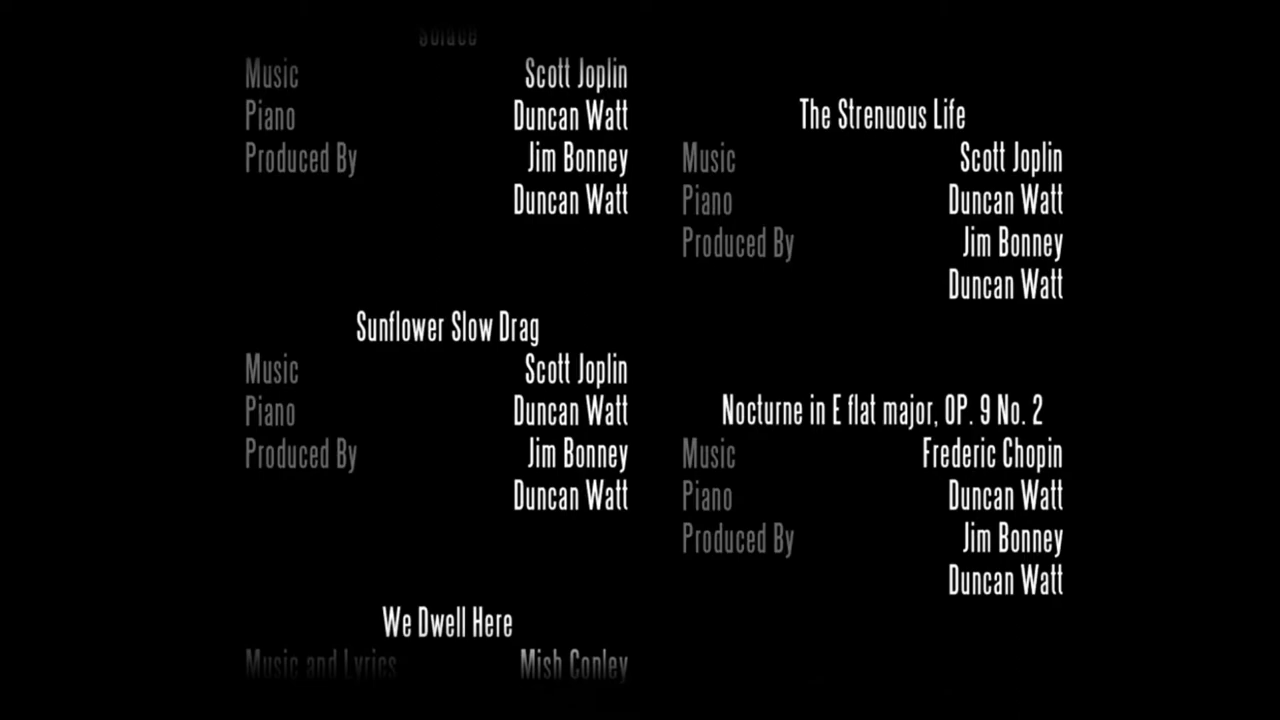 Solace
Music Scott Joplin
Piano Duncan Watt
Produced By Jim Bonney
Duncan Watt
Sunflower Slow Drag
Music Scott Joplin
Piano Duncan Watt
Produced By Jim Bonney
Duncan Watt
We Dwell Here
Music and Lyrics Mish Conley
The Strenuous Life
Music Scott Joplin
Piano Duncan Watt
Produced By Jim Bonney
Duncan Watt
Nocturne in E flat major, OP. 9 No. 2
Music Frederic Chopin
Piano Duncan Watt
Produced By Jim Bonney
Duncan Watt